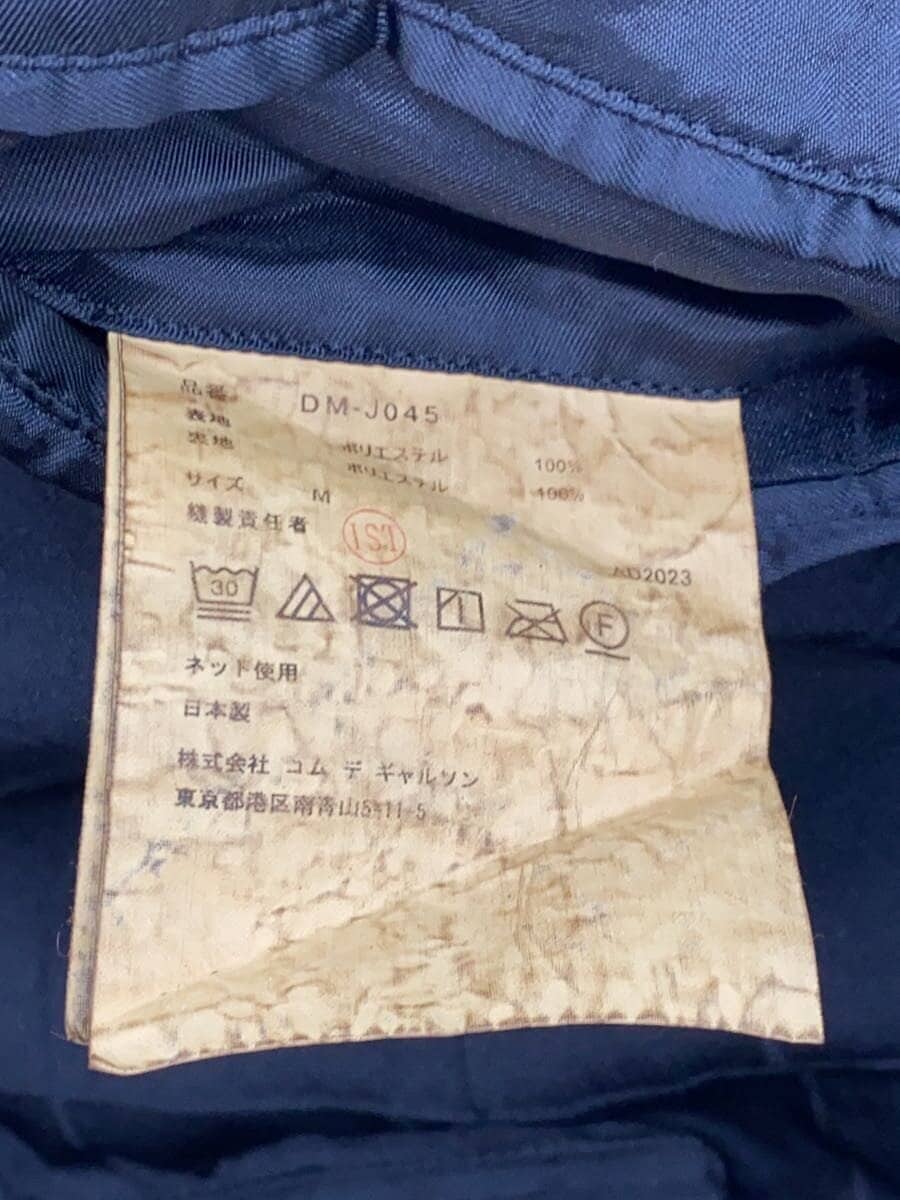 品番 DM-J045
表地 ポリエステル 100%
表地 ポリエステル 100%
サイズ M
縫製責任者 IST
AD2023
30 F
ネット使用
日本製
株式会社 コム デ ギャルソン
東京都港区南青山5-11-5